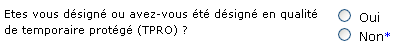 Etes vous désigné ou avez-vous été désigné en qualité
de temporaire protégé (TPRO) ?
Oui
Non*